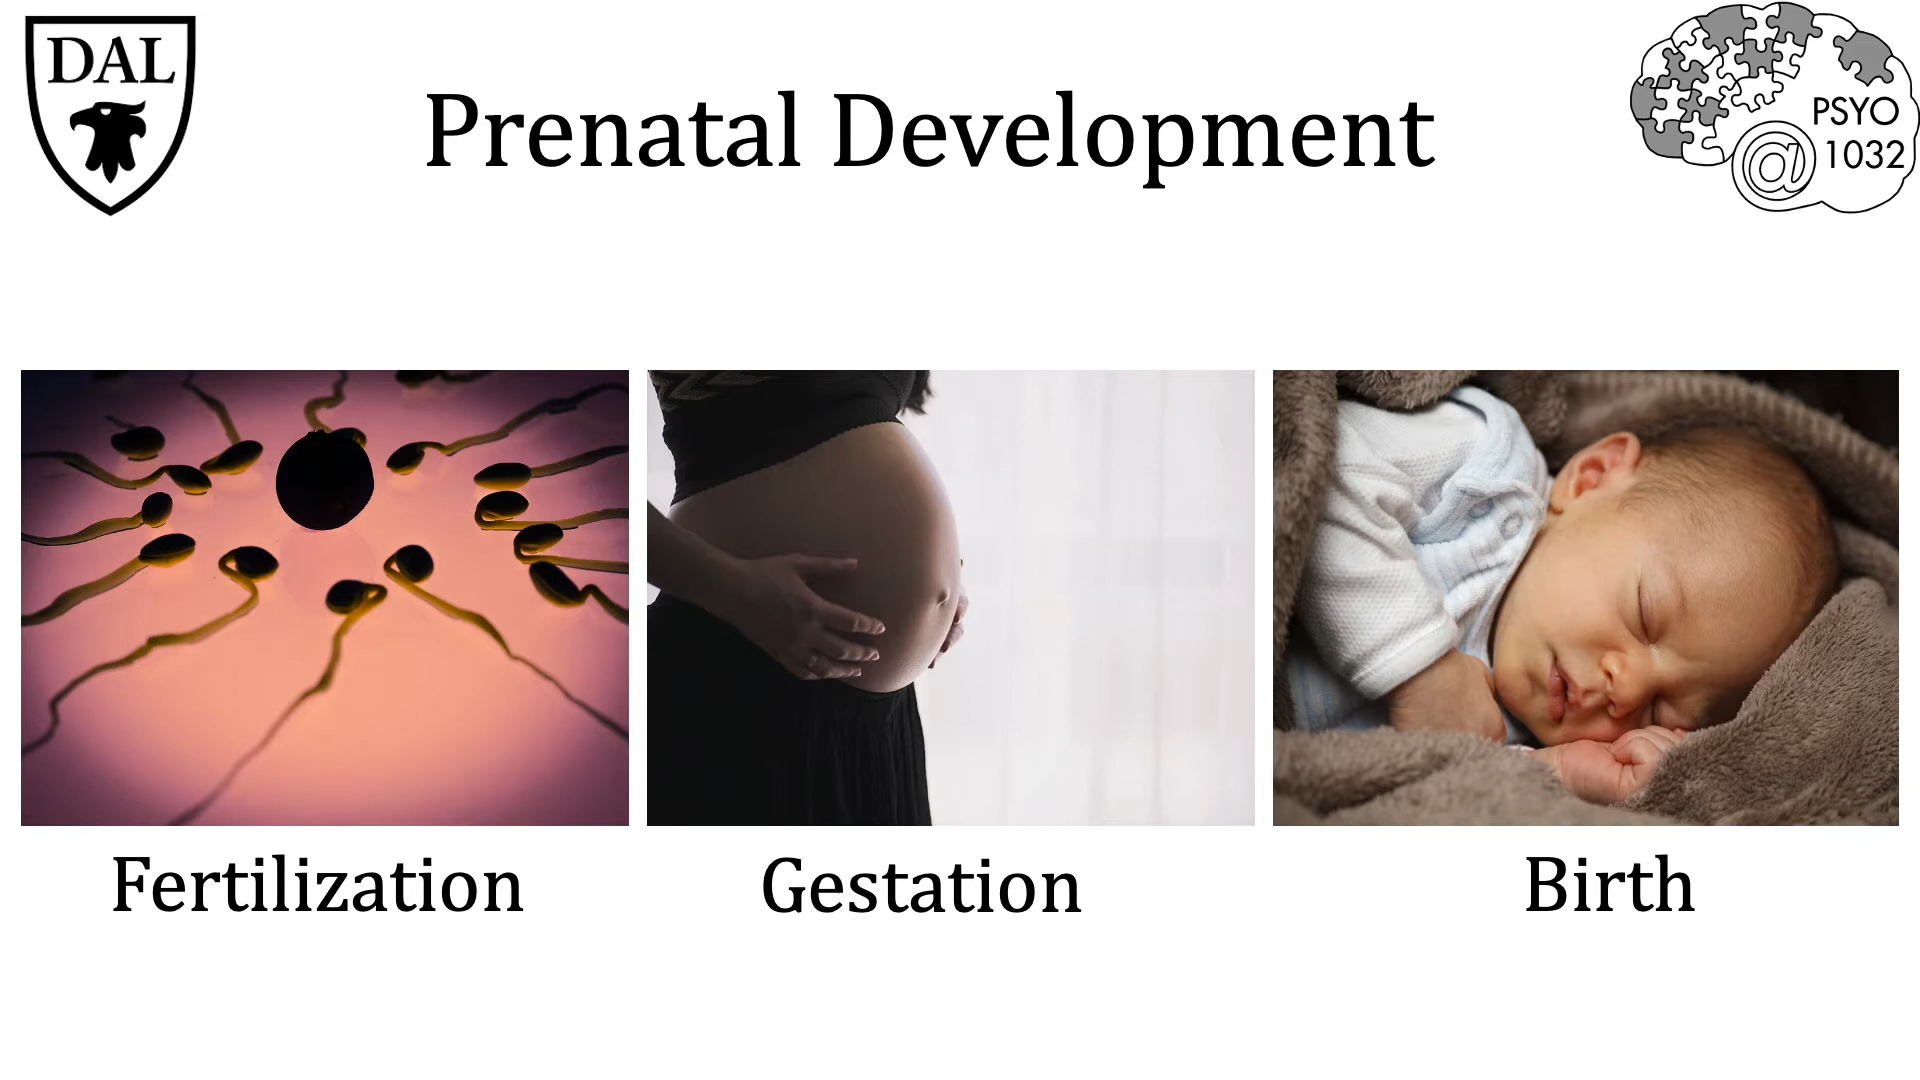 DAL
Prenatal Development
PSYO
@ 1032
Fertilization
Gestation
Birth